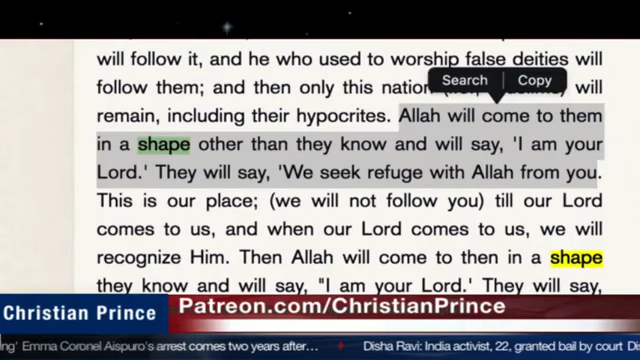 will follow it, and he who used to worship false deities will
follow them; and then only this nation will
Search Copy
remain, including their hypocrites. Allah will come to them
in a shape other than they know and will say, 'I am your
Lord.' They will say, 'We seek refuge with Allah from you.
This is our place; (we will not follow you) till our Lord
comes to us, and when our Lord comes to us, we will
recognize Him. Then Allah will come to then in a shape
they know and will say, "I am your Lord.' They will say,
Christian Prince
Patreon.com/ChristianPrince
ing' Emma Coronel Aispuro's arrest comes two years after...
Disha Ravi: India activist, 22, granted bail by court